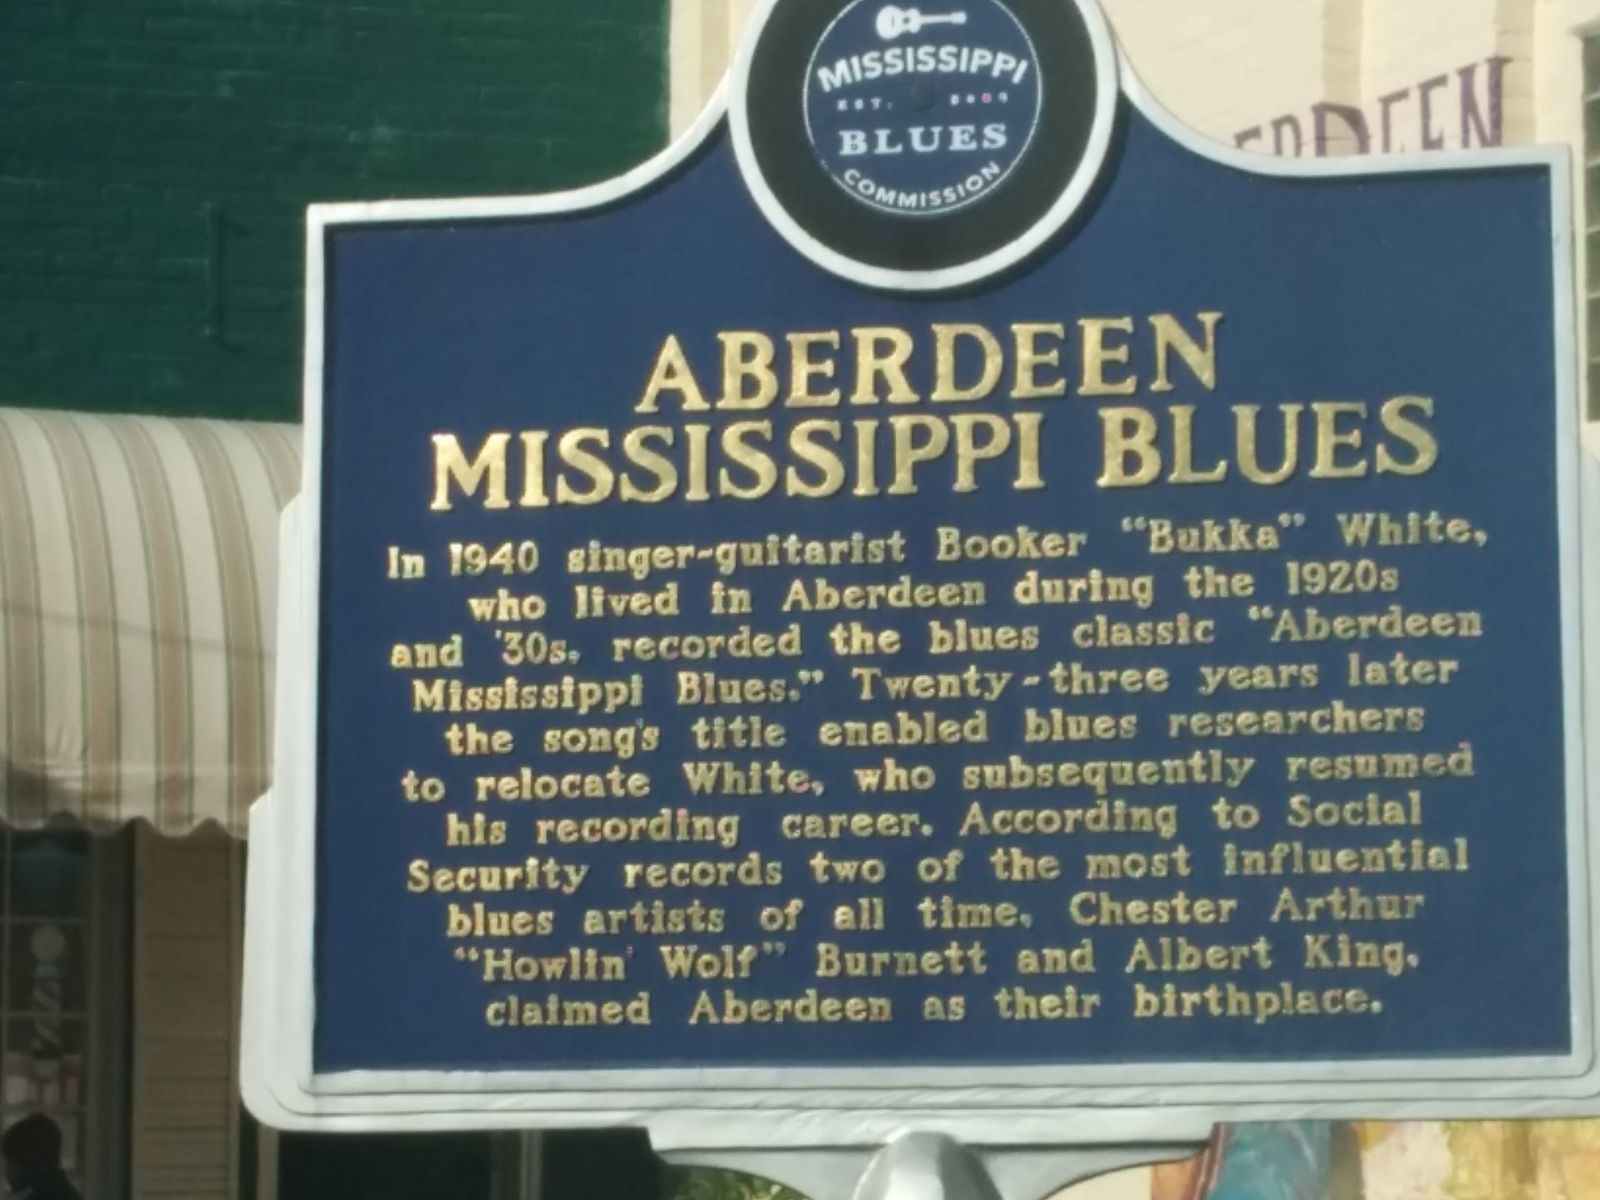 MISSISSIPPI
EST.
BLUES
COMMISSION
ABERDEEN
MISSISSIPPI BLUES
In 1940 singer-guitarist Booker “Bukka” White,
who lived in Aberdeen during the 1920s
and '30s, recorded the blues classic “Aberdeen
Mississippi Blues.” Twenty-three years later
the song's title enabled blues researchers
to relocate White, who subsequently resumed
his recording career. According to Social
Security records two of the most influential
blues artists of all time, Chester Arthur
“Howlin' Wolf” Burnett and Albert King,
claimed Aberdeen as their birthplace.